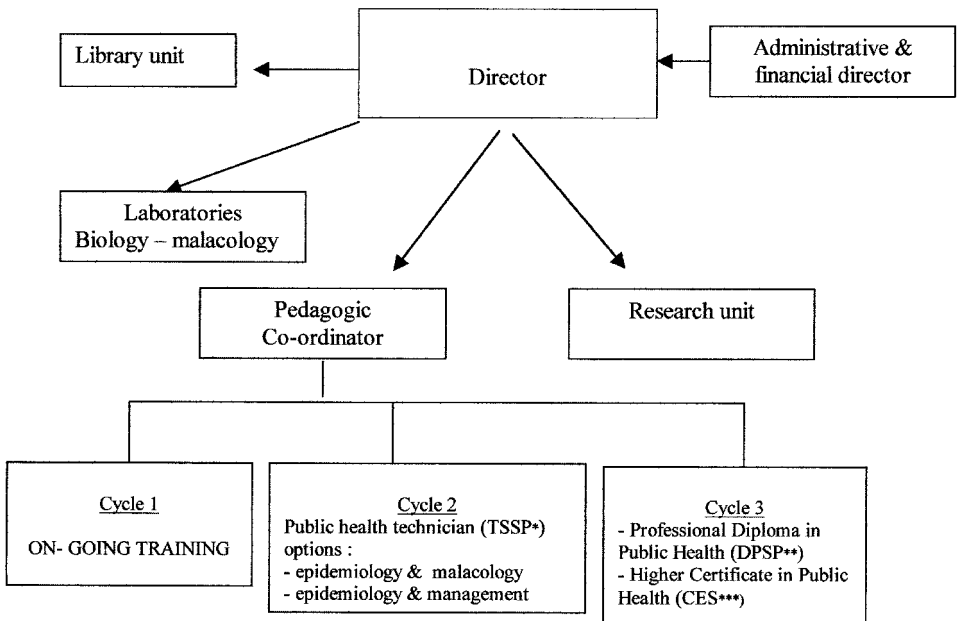 Library unit
Director
Administrative &
financial director
Laboratories
Biology – malacology
Pedagogic
Co-ordinator
Research unit
Cycle 1
ON- GOING TRAINING
Cycle 2
Public health technician (TSSP*)
options :
- epidemiology & malacology
- epidemiology & management
Cycle 3
- Professional Diploma in
Public Health (DPSP**)
- Higher Certificate in Public
Health (CES***)